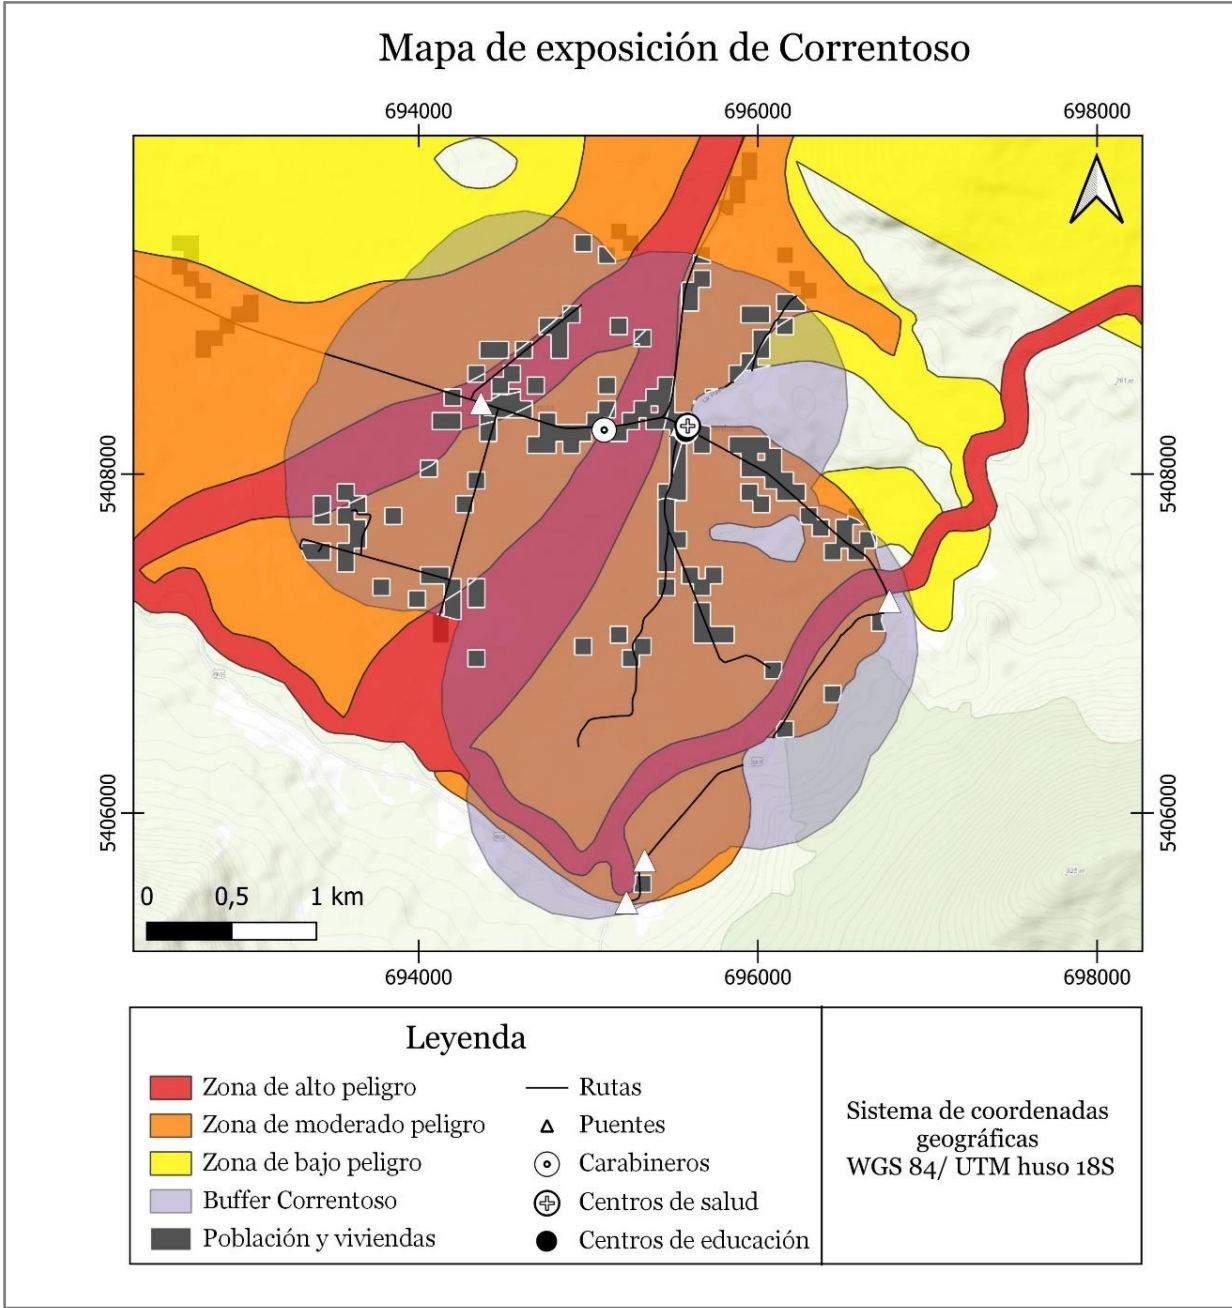 Mapa de exposición de Correntoso
694000 696000 698000
5408000 5408000
5406000 5406000
0 0,5 1 km
694000 696000 698000
Leyenda
Zona de alto peligro
Zona de moderado peligro
Zona de bajo peligro
Buffer Correntoso
Población y viviendas
Rutas
Puentes
Carabineros
Centros de salud
Centros de educación
Sistema de coordenadas
geográficas
WGS 84/ UTM huso 18S